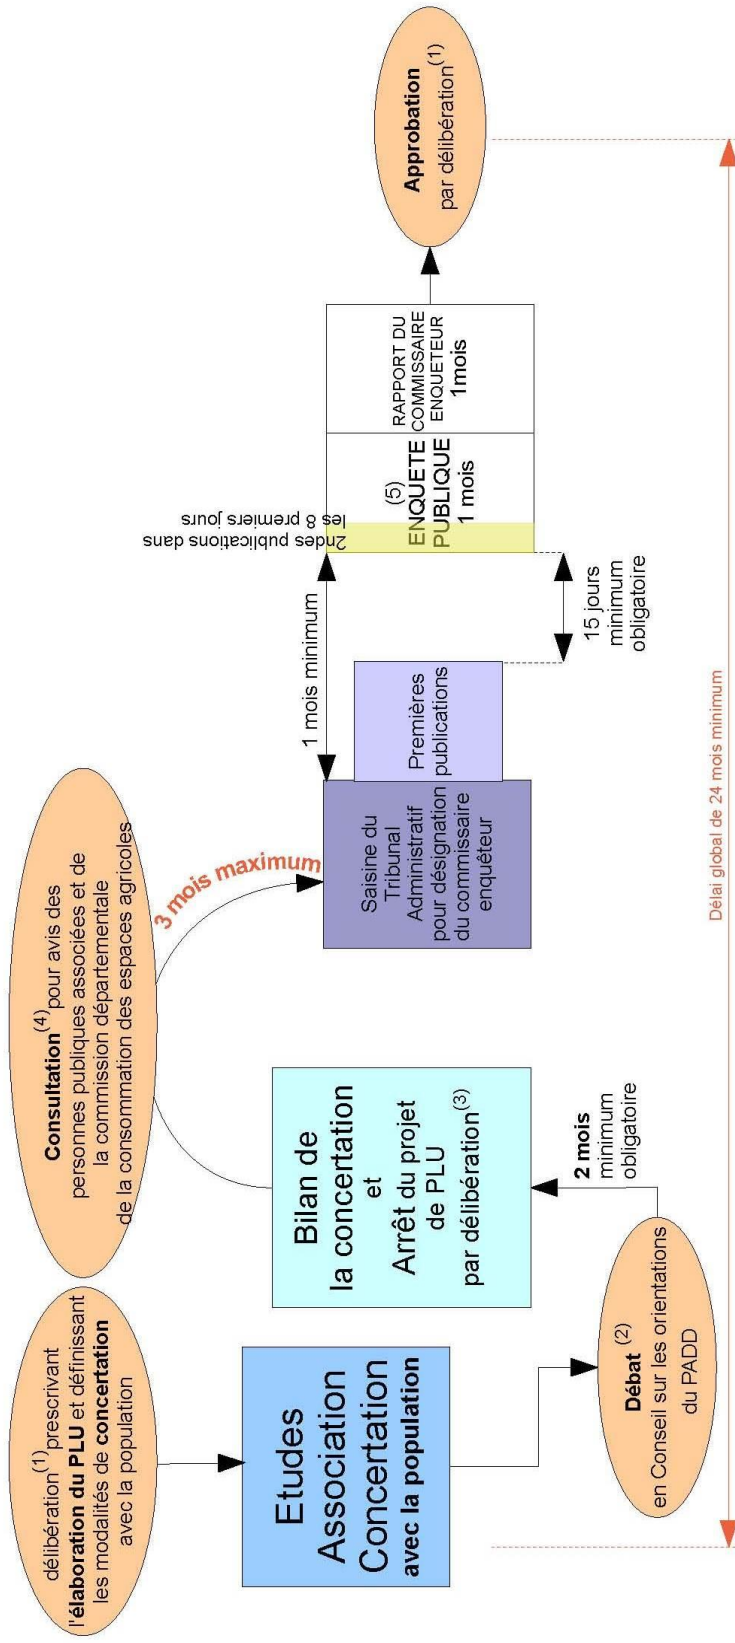 délibération(1) prescrivant
l'élaboration du PLU et définissant
les modalités de concertation
avec la population
Etudes
Association
Concertation
avec la population
Débat (2)
en Conseil sur les orientations
du PADD
2 mois
minimum
obligatoire
Bilan de
la concertation
et
Arrêt du projet
de PLU
par délibération(3)
Consultation(4) pour avis des
personnes publiques associées et de
la commission départementale
de la consommation des espaces agricoles
3 mois maximum
Saisine du
Tribunal
Administratif
pour désignation
du commissaire
enquêteur
Premières
publications
1 mois minimum
15 jours
minimum
obligatoire
2ndes publications dans
les 8 premiers jours
(5)
ENQUETE
PUBLIQUE
1 mois
RAPPORT DU
COMMISSAIRE
ENQUETEUR
1mois
Approbation
par délibération(1)
Délai global de 24 mois minimum